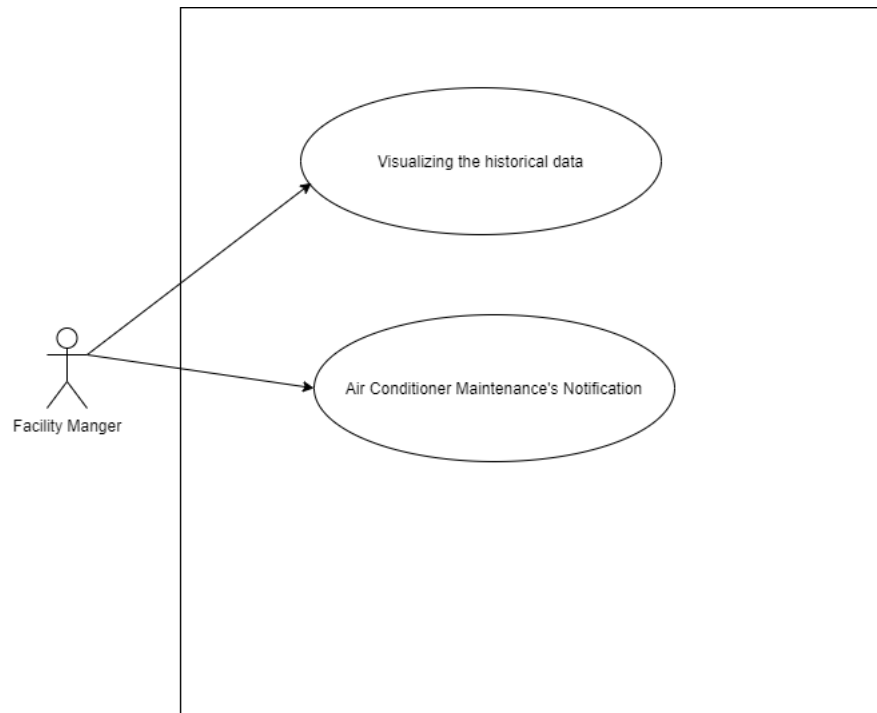 Visualizing the historical data
Air Conditioner Maintenance's Notification
Facility Manger